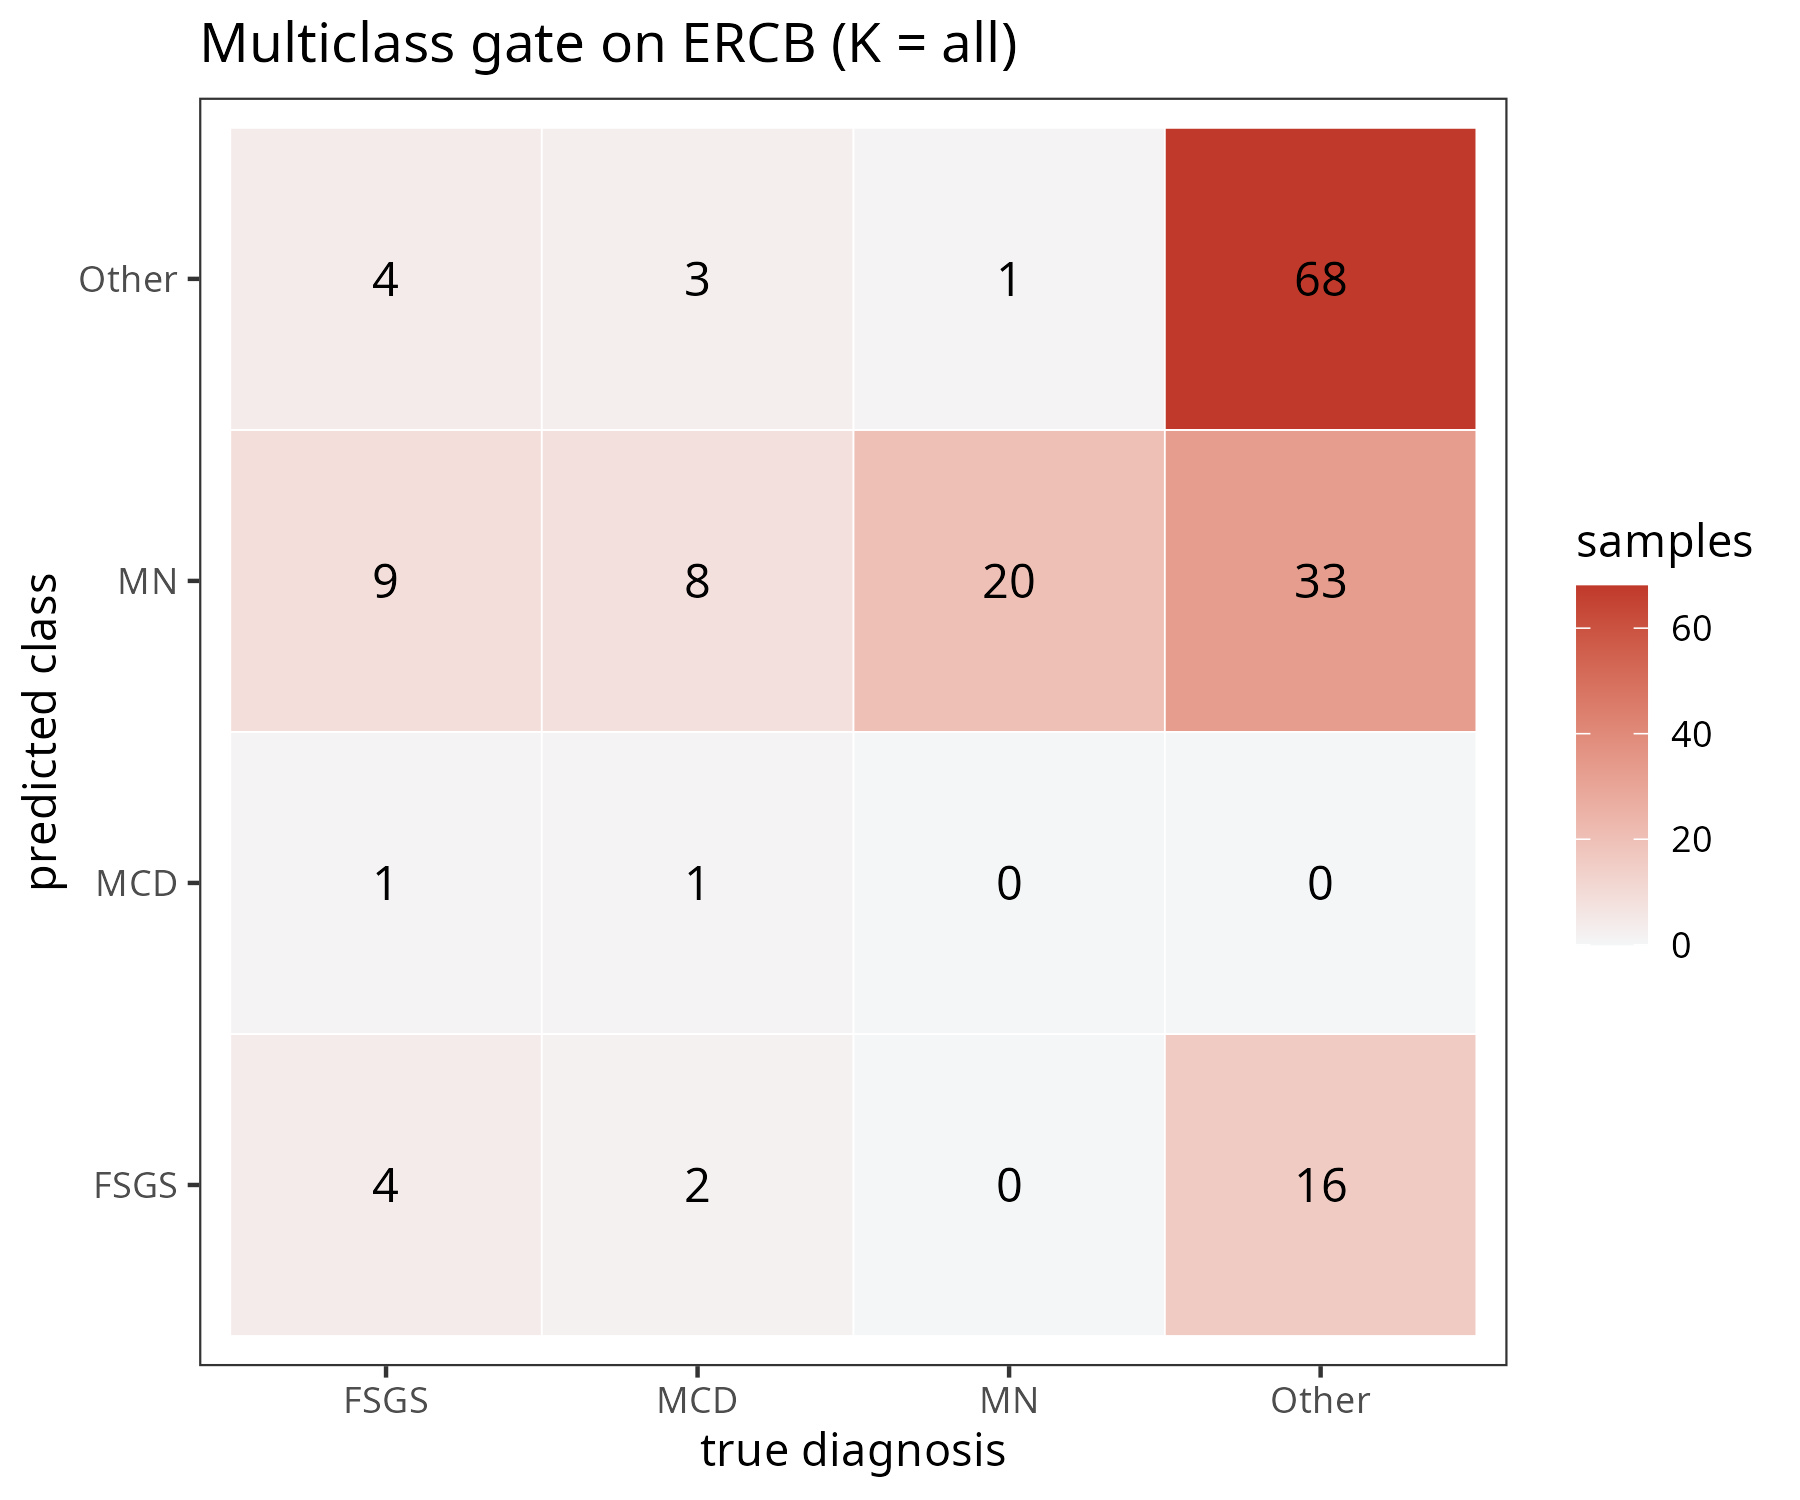 Multiclass gate on ERCB (K = all)
Other
4 3 1 68
MN
9 8 20 33
MCD
1 1 0 0
FSGS
4 2 0 16
FSGS MCD MN Other
true diagnosis
predicted class
samples
60
40
20
0